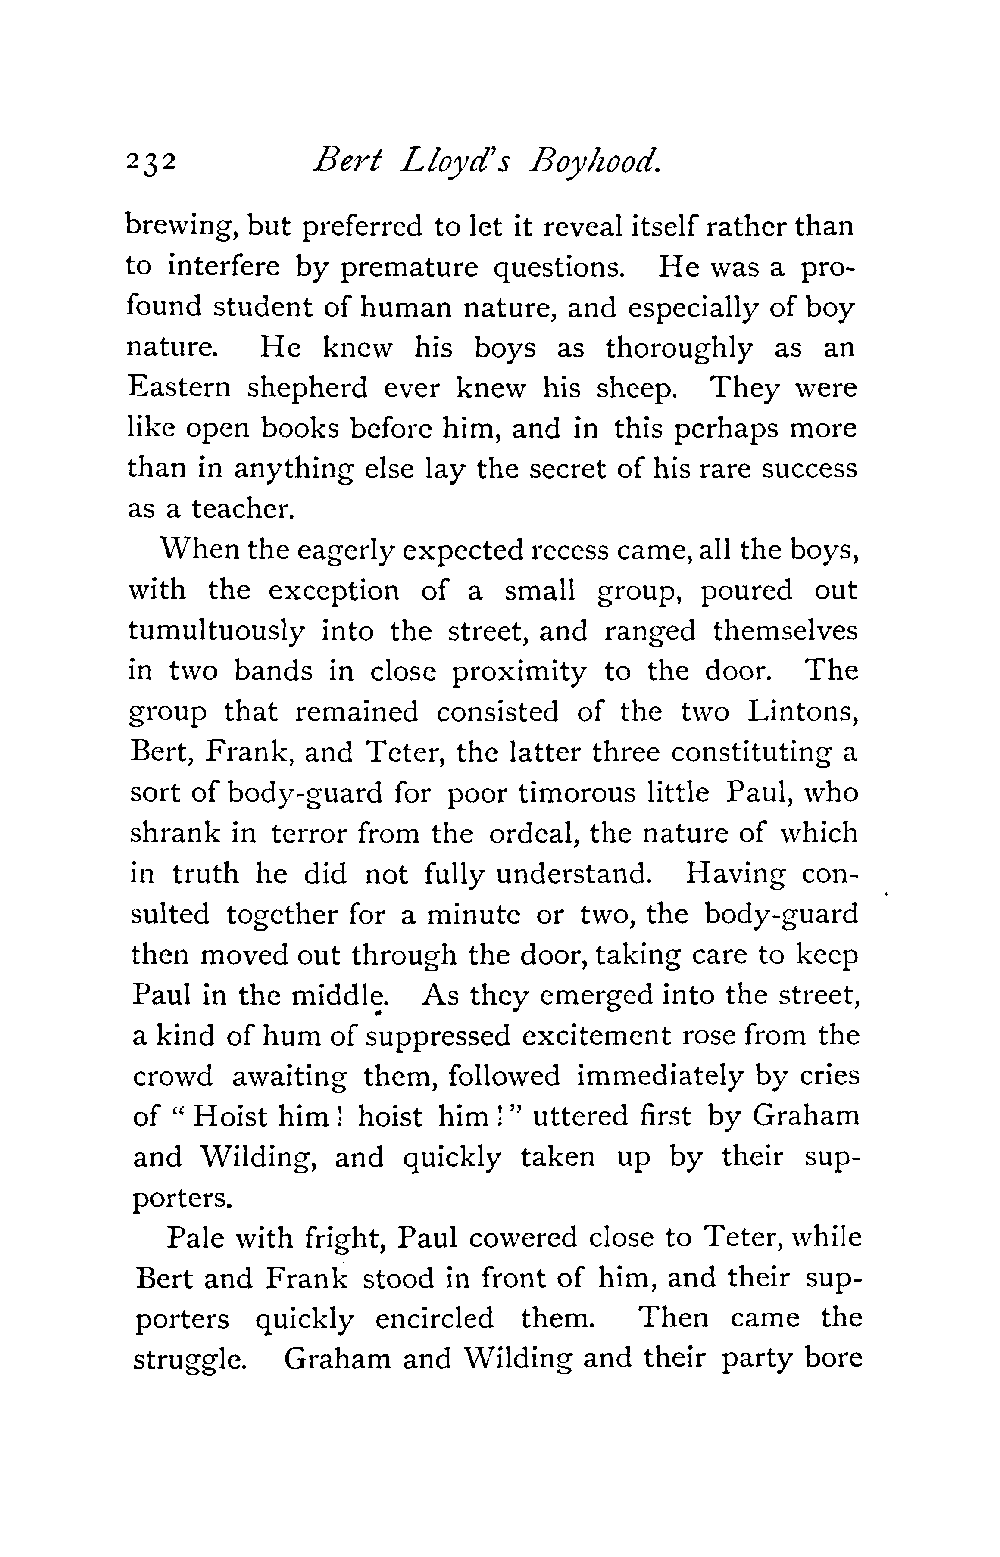 232 Bert Lloyd's Boyhood.
brewing, but preferred to let it reveal itself rather than
to interfere by premature questions. He was a pro-
found student of human nature, and especially of boy
nature. He knew his boys as thoroughly as an
Eastern shepherd ever knew his sheep. They were
like open books before him, and in this perhaps more
than in anything else lay the secret of his rare success
as a teacher.
When the eagerly expected recess came, all the boys,
with the exception of a small group, poured out
tumultuously into the street, and ranged themselves
in two bands in close proximity to the door. The
group that remained consisted of the two Lintons,
Bert, Frank, and Teter, the latter three constituting a
sort of body-guard for poor timorous little Paul, who
shrank in terror from the ordeal, the nature of which
in truth he did not fully understand. Having con-
sulted together for a minute or two, the body-guard
then moved out through the door, taking care to keep
Paul in the middle. As they emerged into the street,
a kind of hum of suppressed excitement rose from the
crowd awaiting them, followed immediately by cries
of "Hoist him! hoist him!" uttered first by Graham
and Wilding, and quickly taken up by their sup-
porters.
Pale with fright, Paul cowered close to Teter, while
Bert and Frank stood in front of him, and their sup-
porters quickly encircled them. Then came the
struggle. Graham and Wilding and their party bore